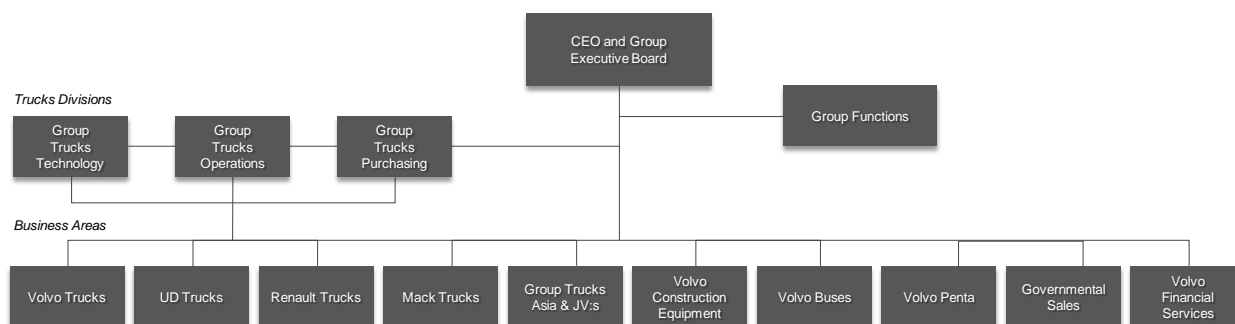 CEO and Group
Executive Board
Trucks Divisions
Group Functions
Group
Trucks
Technology
Group
Trucks
Operations
Group
Trucks
Purchasing
Business Areas
Volvo Trucks
UD Trucks
Renault Trucks
Mack Trucks
Group Trucks
Asia & JV:s
Volvo
Construction
Equipment
Volvo Buses
Volvo Penta
Governmental
Sales
Volvo
Financial
Services